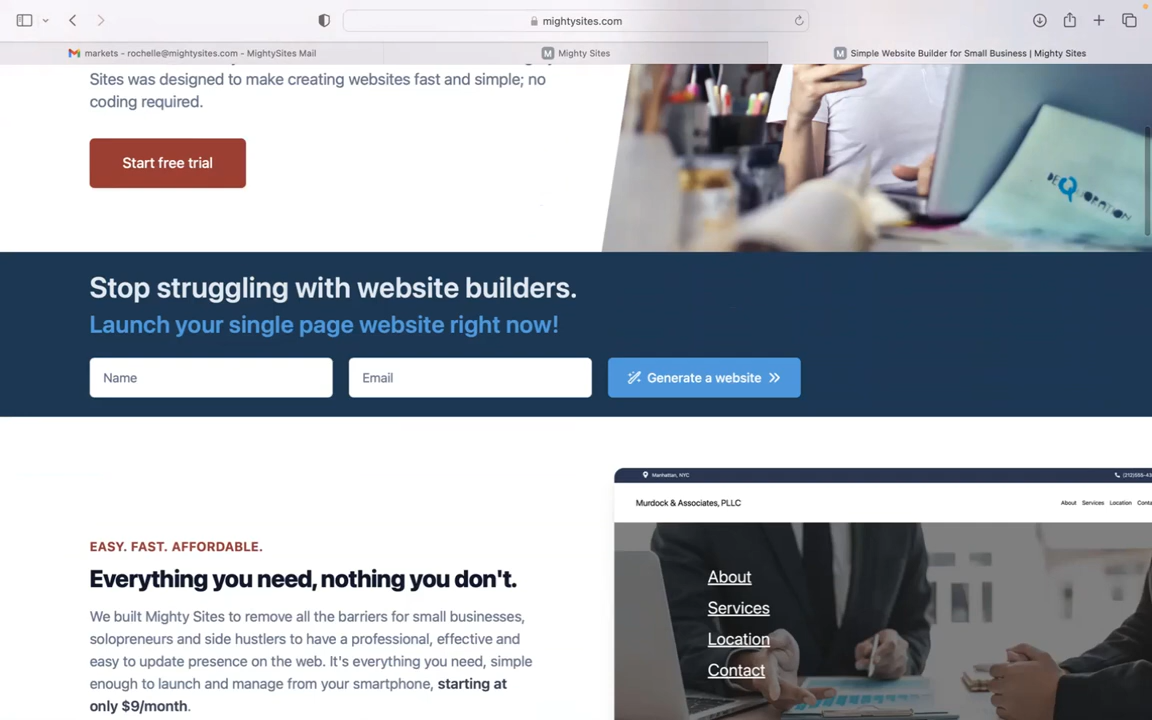 mightysites.com
markets - rochelle@mightysites.com - MightySites Mail
M Mighty Sites
M Simple Website Builder for Small Business | Mighty Sites
Sites was designed to make creating websites fast and simple; no
coding required.
Start free trial
DEQUORATION
Stop struggling with website builders.
Launch your single page website right now!
Name
Email
Generate a website
Manhattan, NYC
Murdock & Associates, PLLC
About Services Location
About
Services
Location
Contact
EASY. FAST. AFFORDABLE.
Everything you need, nothing you don't.
We built Mighty Sites to remove all the barriers for small businesses,
solopreneurs and side hustlers to have a professional, effective and
easy to update presence on the web. It's everything you need, simple
enough to launch and manage from your smartphone, starting at
only $9/month.